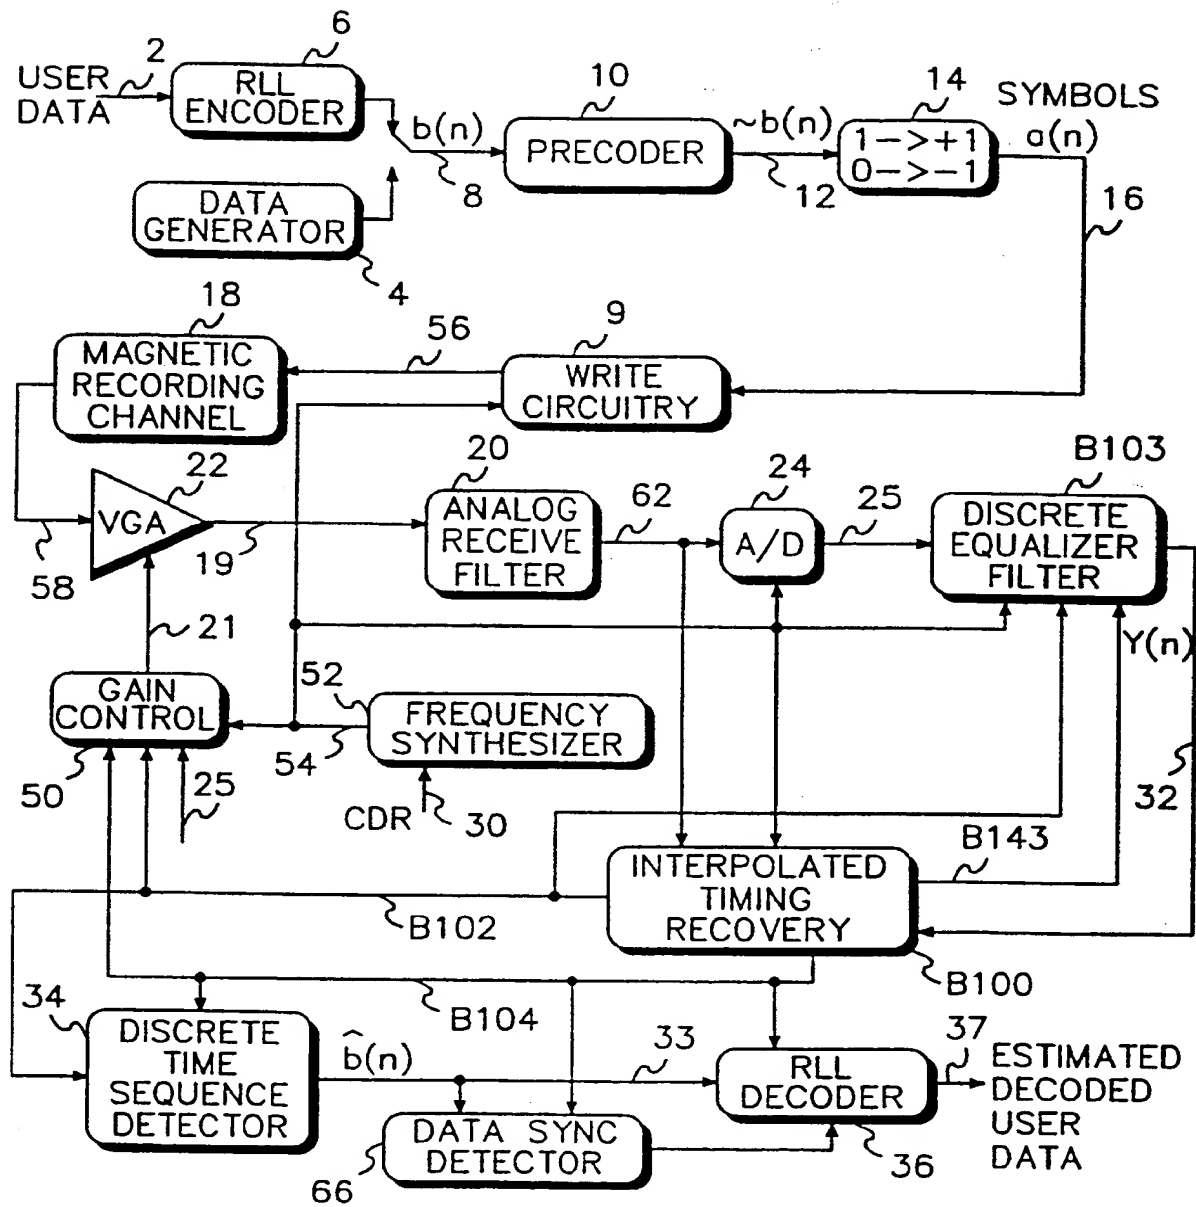 USER
DATA
2
6
RLL
ENCODER
b(n)
8
DATA
GENERATOR
4
10
PRECODER
~b(n)
12
14
1->+1
0->-1
SYMBOLS
a(n)
16
18
MAGNETIC
RECORDING
CHANNEL
56
9
WRITE
CIRCUITRY
22
VGA
58
19
20
ANALOG
RECEIVE
FILTER
62
24
A/D
25
B103
DISCRETE
EQUALIZER
FILTER
Y(n)
32
21
GAIN
CONTROL
50
25
52
FREQUENCY
SYNTHESIZER
54
CDR
30
B143
INTERPOLATED
TIMING
RECOVERY
B102
B100
B104
34
DISCRETE
TIME
SEQUENCE
DETECTOR
b̂(n)
33
RLL
DECODER
36
37
ESTIMATED
DECODED
USER
DATA
DATA SYNC
DETECTOR
66